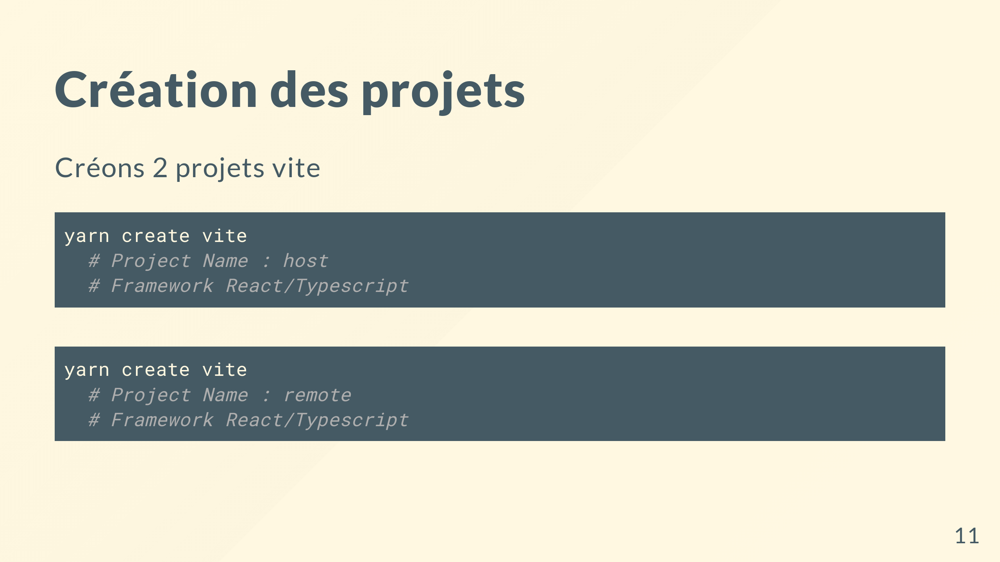 Création des projets
Créons 2 projets vite
yarn create vite
# Project Name : host
# Framework React/Typescript
yarn create vite
# Project Name : remote
# Framework React/Typescript
11